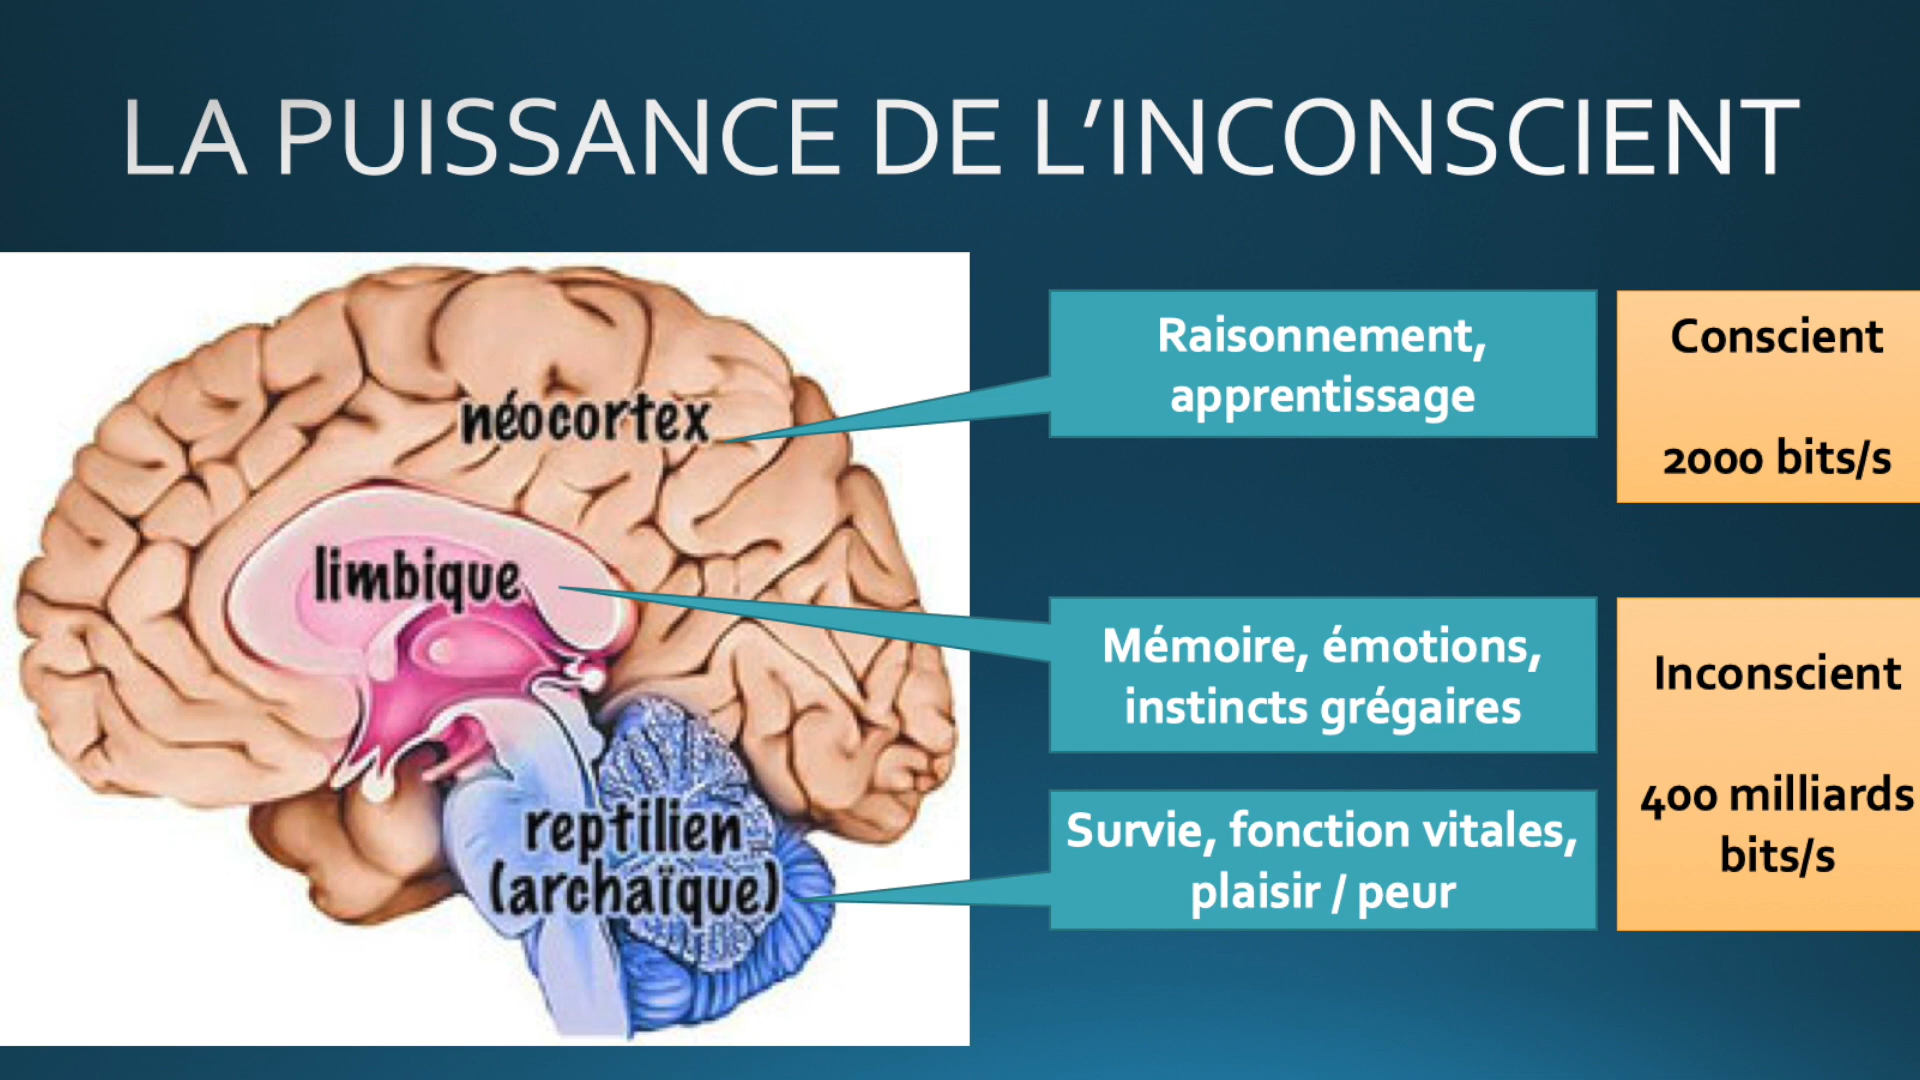 LA PUISSANCE DE L’INCONSCIENT
néocortex
limbique
reptilien
(archaïque)
Raisonnement,
apprentissage
Conscient
2000 bits/s
Mémoire, émotions,
instincts grégaires
Survie, fonction vitales,
plaisir / peur
Inconscient
400 milliards
bits/s